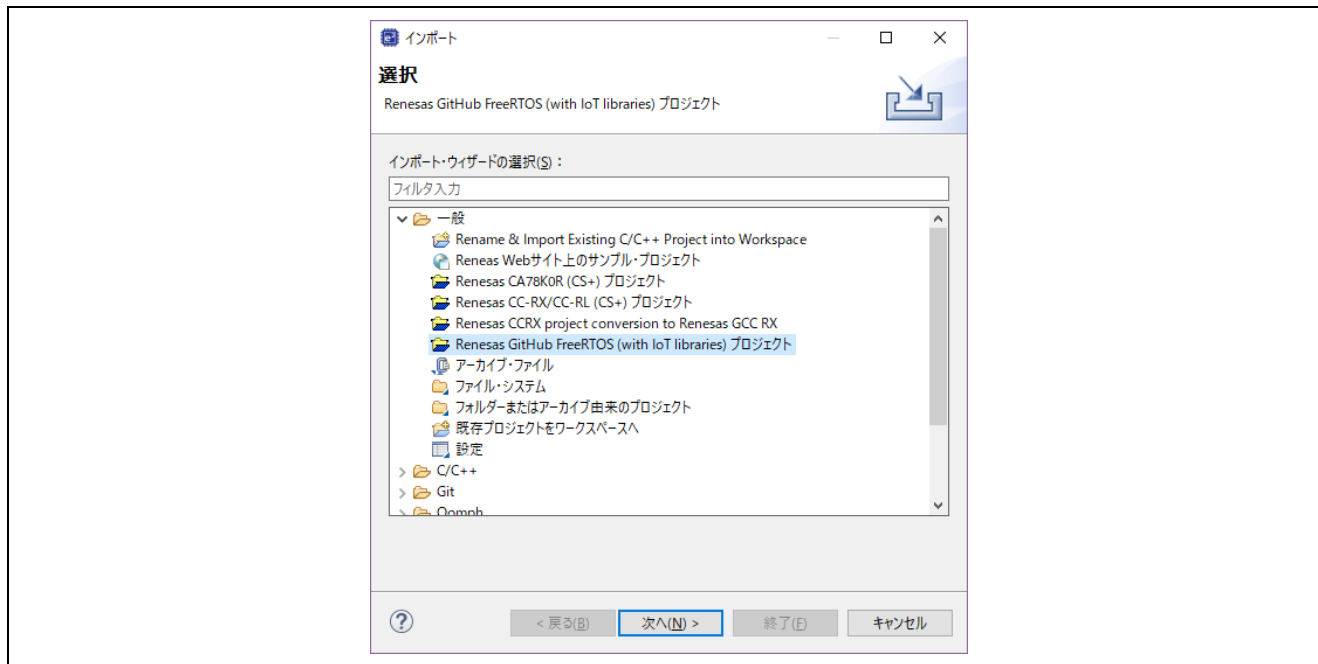 インポート
選択
Renesas GitHub FreeRTOS (with IoT libraries) プロジェクト
インポート・ウィザードの選択(S)：
フィルタ入力
一般
Rename & Import Existing C/C++ Project into Workspace
Reneas Webサイト上のサンプル・プロジェクト
Renesas CA78K0R (CS+) プロジェクト
Renesas CC-RX/CC-RL (CS+) プロジェクト
Renesas CCRX project conversion to Renesas GCC RX
Renesas GitHub FreeRTOS (with IoT libraries) プロジェクト
アーカイブ・ファイル
ファイル・システム
フォルダーまたはアーカイブ由来のプロジェクト
既存プロジェクトをワークスペースへ
設定
C/C++
Git
Oomph
< 戻る(B) 次へ(N) > 終了(F) キャンセル